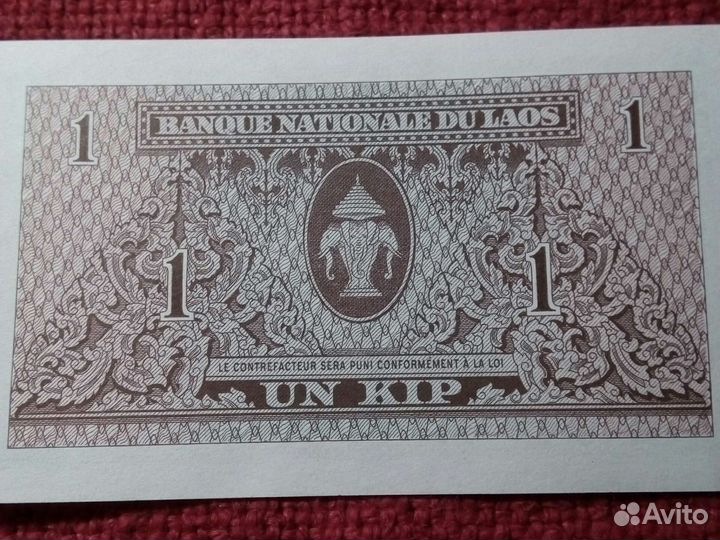 1 BANQUE NATIONALE DU LAOS 1
1 1
LE CONTREFACTEUR SERA PUNI CONFORMÉMENT À LA LOI
UN KIP
Avito